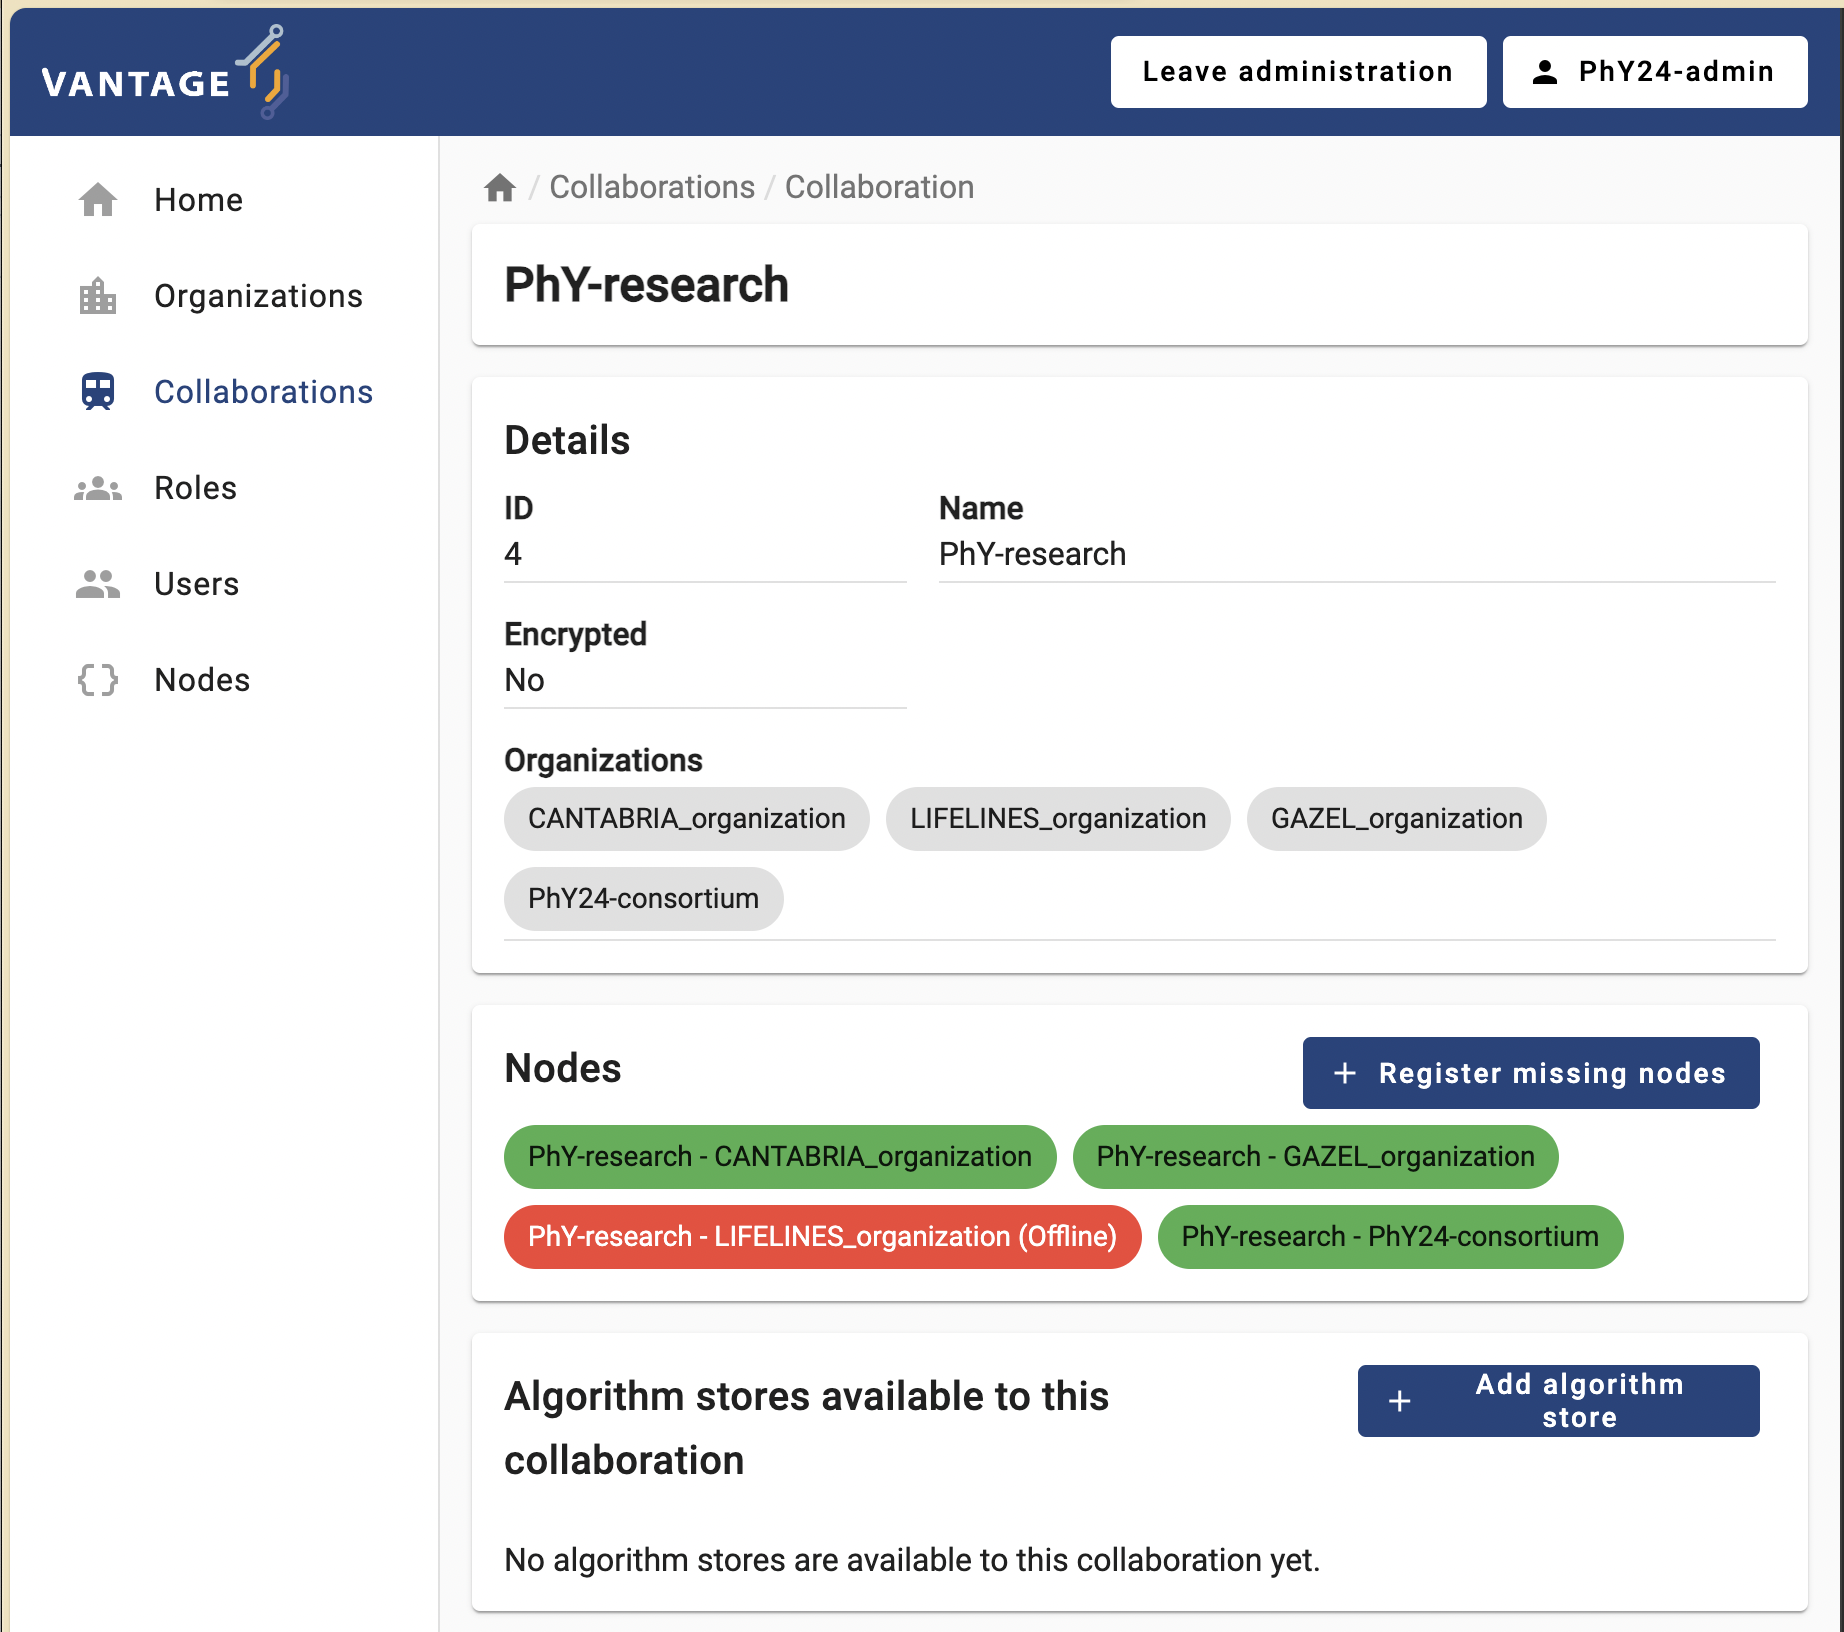 VANTAGE
Leave administration
PhY24-admin
Home
Organizations
Collaborations
Roles
Users
Nodes
/ Collaborations / Collaboration
PhY-research
Details
ID
4
Name
PhY-research
Encrypted
No
Organizations
CANTABRIA_organization
LIFELINES_organization
GAZEL_organization
PhY24-consortium
Nodes
+ Register missing nodes
PhY-research - CANTABRIA_organization
PhY-research - GAZEL_organization
PhY-research - LIFELINES_organization (Offline)
PhY-research - PhY24-consortium
Algorithm stores available to this
collaboration
+ Add algorithm
store
No algorithm stores are available to this collaboration yet.